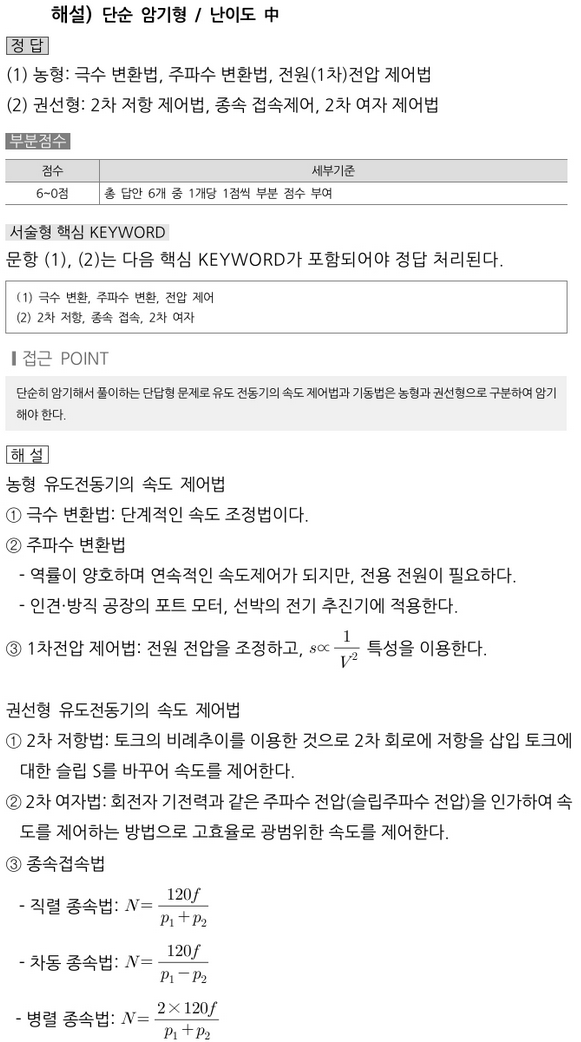 해설) 단순 암기형 / 난이도 中
정 답
(1) 농형: 극수 변환법, 주파수 변환법, 전원(1차)전압 제어법
(2) 권선형: 2차 저항 제어법, 종속 접속제어, 2차 여자 제어법
부분점수
점수 세부기준
6~0점 총 답안 6개 중 1개당 1점씩 부분 점수 부여
서술형 핵심 KEYWORD
문항 (1), (2)는 다음 핵심 KEYWORD가 포함되어야 정답 처리된다.
(1) 극수 변환, 주파수 변환, 전압 제어
(2) 2차 저항, 종속 접속, 2차 여자
접근 POINT
단순히 암기해서 풀이하는 단답형 문제로 유도 전동기의 속도 제어법과 기동법은 농형과 권선형으로 구분하여 암기
해야 한다.
해 설
농형 유도전동기의 속도 제어법
① 극수 변환법: 단계적인 속도 조정법이다.
② 주파수 변환법
- 역률이 양호하며 연속적인 속도제어가 되지만, 전용 전원이 필요하다.
- 인견·방직 공장의 포트 모터, 선박의 전기 추진기에 적용한다.
③ 1차전압 제어법: 전원 전압을 조정하고, s∝ 1/V² 특성을 이용한다.
권선형 유도전동기의 속도 제어법
① 2차 저항법: 토크의 비례추이를 이용한 것으로 2차 회로에 저항을 삽입 토크에
대한 슬립 S를 바꾸어 속도를 제어한다.
② 2차 여자법: 회전자 기전력과 같은 주파수 전압(슬립주파수 전압)을 인가하여 속
도를 제어하는 방법으로 고효율로 광범위한 속도를 제어한다.
③ 종속접속법
- 직렬 종속법: N= 120f/(p₁+p₂)
- 차동 종속법: N= 120f/(p₁−p₂)
- 병렬 종속법: N= 2×120f/(p₁+p₂)